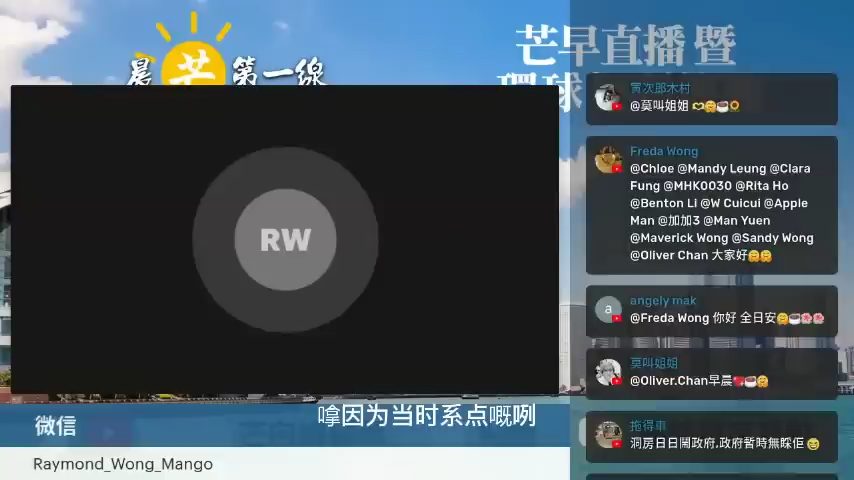 晨芒第一線
芒早直播 暨
環球
RW
嗱因为当时系点嘅咧
微信
Raymond_Wong_Mango
寅次郎木村
@莫叫姐姐 🫶🤗☕🌻
Freda Wong
@Chloe @Mandy Leung @Clara
Fung @MHK0030 @Rita Ho
@Benton Li @W Cuicui @Apple
Man @加加3 @Man Yuen
@Maverick Wong @Sandy Wong
@Oliver Chan 大家好🤗🤗
a
angely mak
@Freda Wong 你好 全日安🤗☕🌺🌺
莫叫姐姐
@Oliver.Chan早晨❤️☕🤗
拖得車
洞房日日鬧政府,政府暫時無睬佢 😄